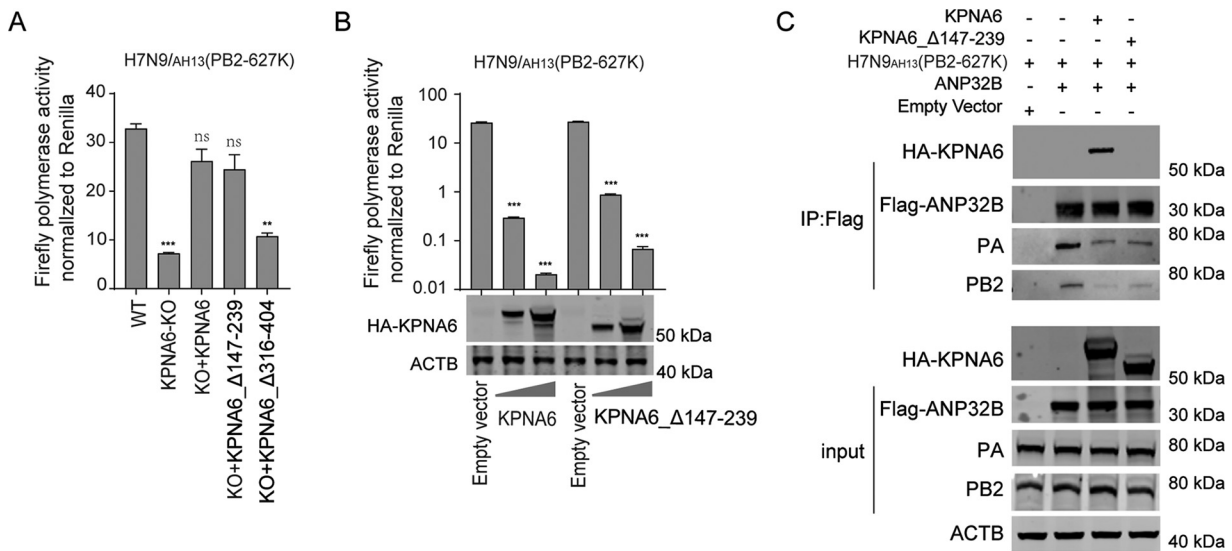 A
H7N9/AH13(PB2-627K)
Firefly polymerase activity
normalized to Renilla
40
30
20
10
0
***
ns
ns
**
WT
KPNA6-KO
KO+KPNA6
KO+KPNA6_Δ147-239
KO+KPNA6_Δ316-404
B
H7N9/AH13(PB2-627K)
Firefly polymerase activity
normalized to Renilla
100
10
1
0.1
0.01
***
***
***
***
HA-KPNA6
50 kDa
ACTB
40 kDa
Empty vector
KPNA6
Empty vector
KPNA6_Δ147-239
C
KPNA6 - - + -
KPNA6_Δ147-239 - - - +
H7N9AH13(PB2-627K) + + + +
ANP32B - + + +
Empty Vector + - - -
IP:Flag
HA-KPNA6
50 kDa
Flag-ANP32B 30 kDa
PA 80 kDa
PB2 80 kDa
input
HA-KPNA6
50 kDa
Flag-ANP32B 30 kDa
PA 80 kDa
PB2 80 kDa
ACTB 40 kDa